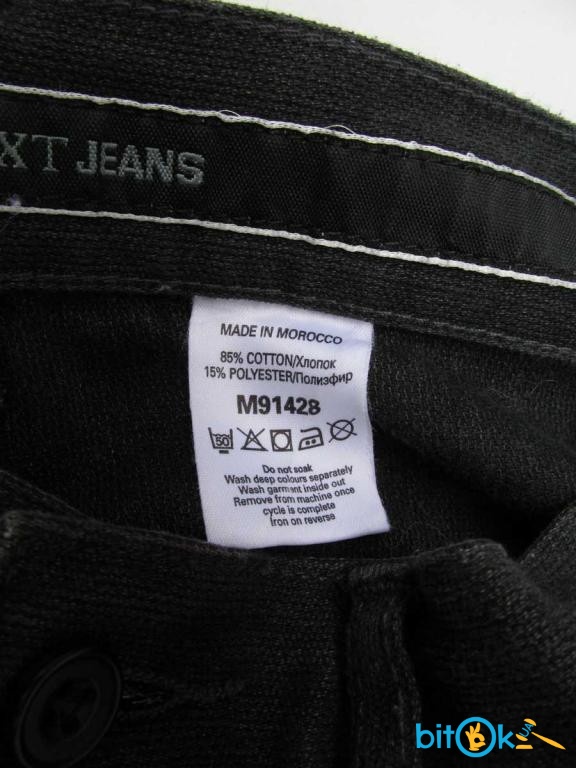 XT JEANS
MADE IN MOROCCO
85% COTTON/Хлопок
15% POLYESTER/Полиэфир
M91428
50
Do not soak
Wash deep colours separately
Wash garment inside out
Remove from machine once
cycle is complete
Iron on reverse
bitOk
UA